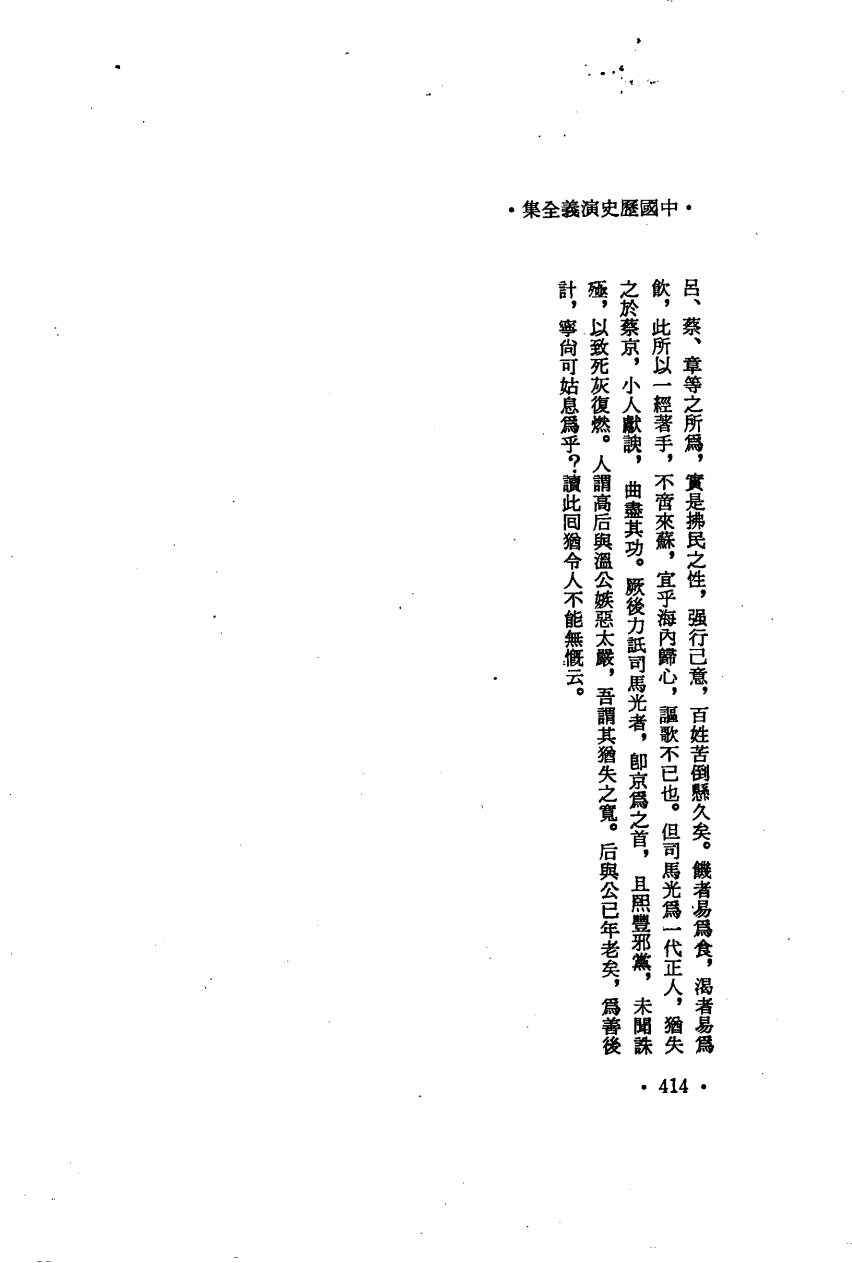 ·中國歷史演義全集·
呂、蔡、章等之所爲，實是拂民之性，强行己意，百姓苦倒懸久矣。饑者易爲食，渴者易爲
飲，此所以一經著手，不啻來蘇，宜乎海內歸心，謳歌不已也。但司馬光爲一代正人，猶失
之於蔡京，小人獻諛，曲盡其功。厥後力詆司馬光者，卽京爲之首，且熙豐邪黨，未聞誅
殛，以致死灰復燃。人謂高后與溫公嫉惡太嚴，吾謂其猶失之寬。后與公已年老矣，爲善後
計，寧尙可姑息爲乎？讀此回猶令人不能無慨云。
·414·